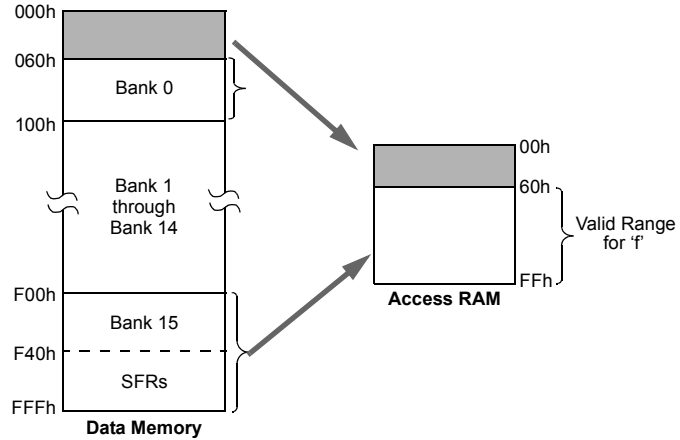 000h
060h
Bank 0
100h
Bank 1
through
Bank 14
F00h
Bank 15
F40h
SFRs
FFFh
Data Memory
00h
60h
Valid Range
for ‘f’
FFh
Access RAM